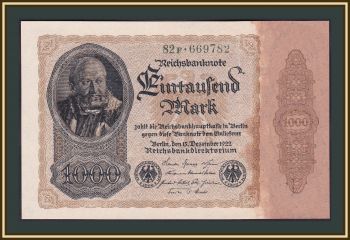 82F·669782
Reichsbanknote
Eintausend
Mark
zahlt die Reichsbankhauptkasse in Berlin
gegen diese Banknote dem Einlieferer
Berlin, den 15. Dezember 1922
Reichsbankdirektorium
1000
1000